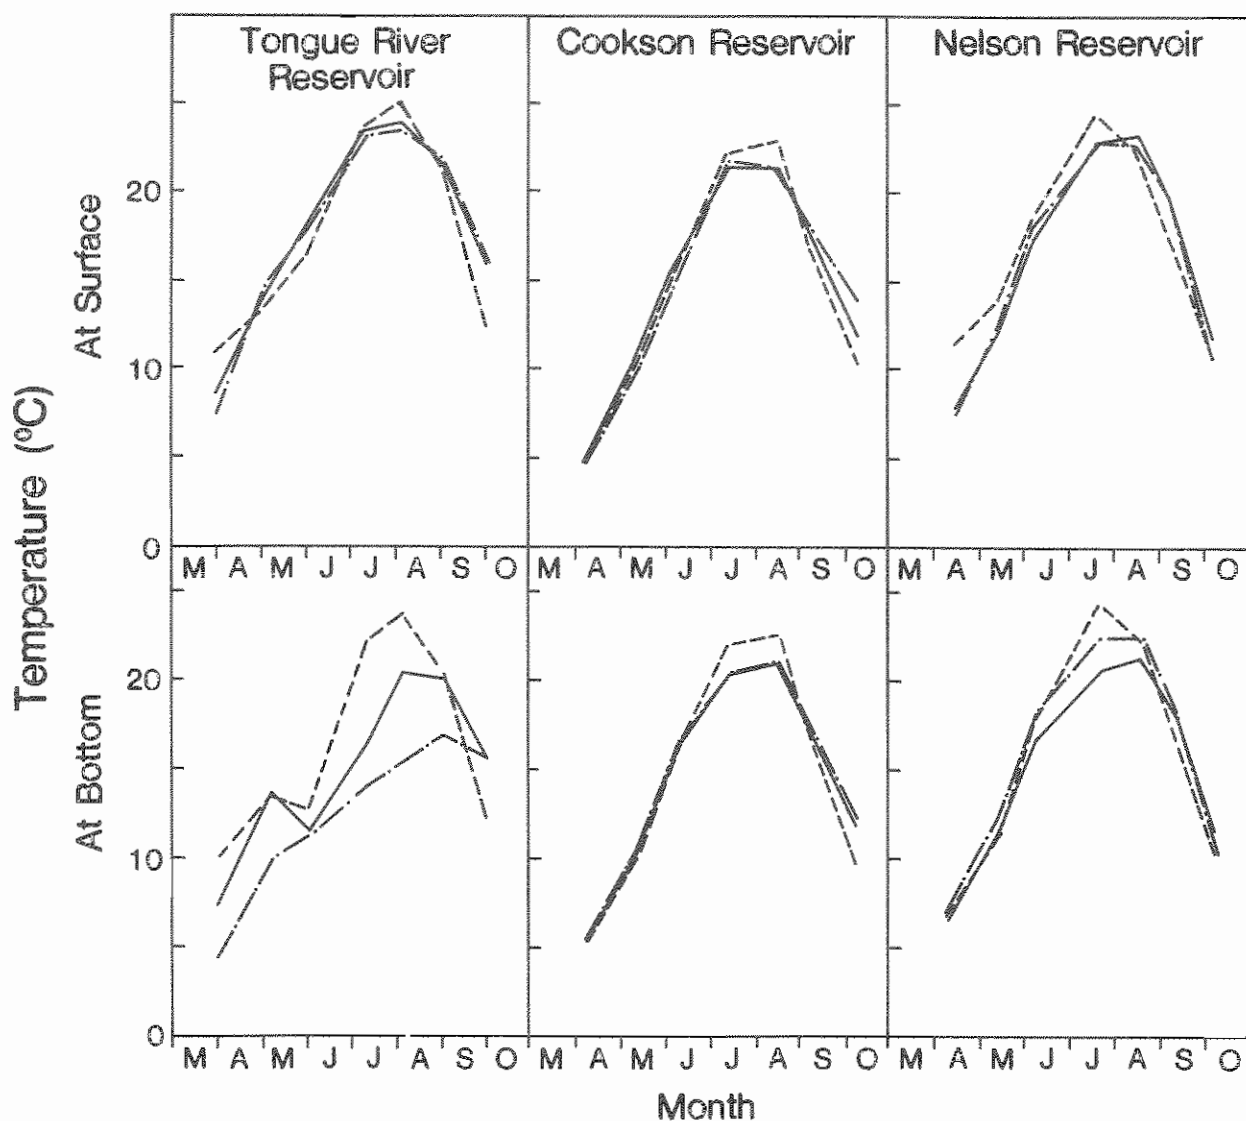 Tongue River
Reservoir
Cookson Reservoir
Nelson Reservoir
Temperature (ºC)
At Surface
20
10
0
M A M J J A S O
M A M J J A S O
M A M J J A S O
At Bottom
20
10
0
M A M J J A S O
M A M J J A S O
M A M J J A S O
Month